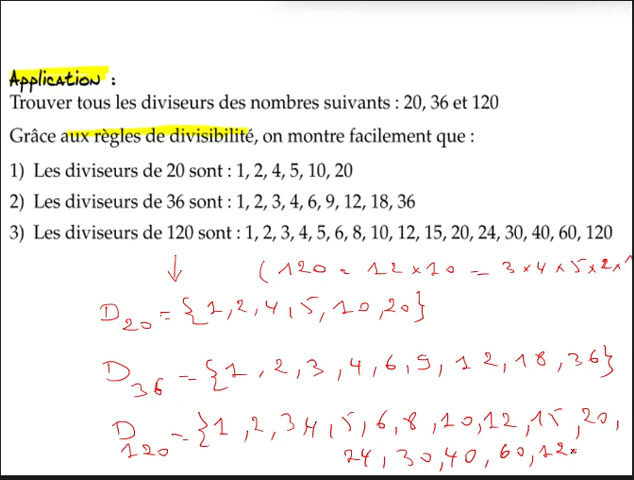 Application :
Trouver tous les diviseurs des nombres suivants : 20, 36 et 120
Grâce aux règles de divisibilité, on montre facilement que :
1) Les diviseurs de 20 sont : 1, 2, 4, 5, 10, 20
2) Les diviseurs de 36 sont : 1, 2, 3, 4, 6, 9, 12, 18, 36
3) Les diviseurs de 120 sont : 1, 2, 3, 4, 5, 6, 8, 10, 12, 15, 20, 24, 30, 40, 60, 120
↓ (120 = 12 x 10 = 3 x 4 x 5 x 2 x 1
D20 = {1, 2, 4, 5, 10, 20}
D36 = {1, 2, 3, 4, 6, 9, 12, 18, 36}
D120 = {1, 2, 3 4, 5, 6, 8, 10, 12, 15, 20,
24, 30, 40, 60, 12